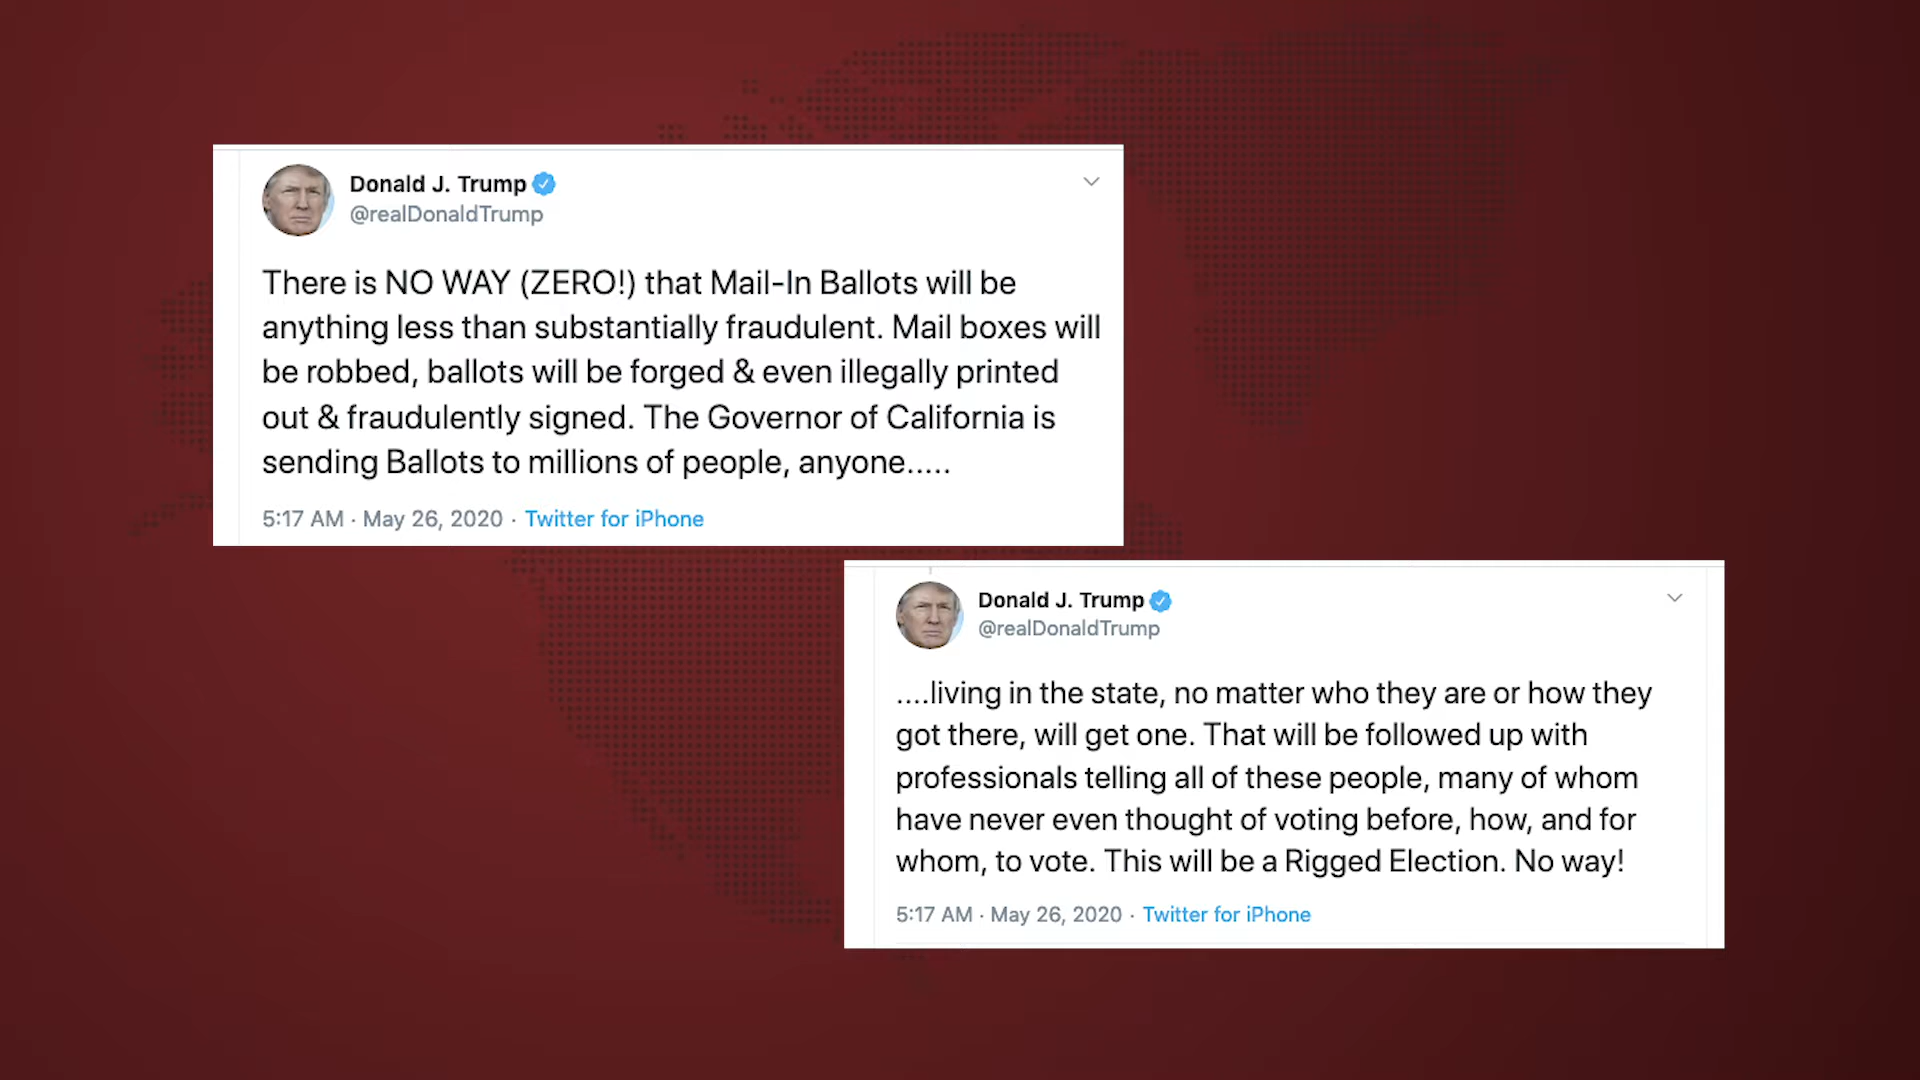 Donald J. Trump
@realDonaldTrump
There is NO WAY (ZERO!) that Mail-In Ballots will be
anything less than substantially fraudulent. Mail boxes will
be robbed, ballots will be forged & even illegally printed
out & fraudulently signed. The Governor of California is
sending Ballots to millions of people, anyone.....
5:17 AM · May 26, 2020 · Twitter for iPhone
Donald J. Trump
@realDonaldTrump
....living in the state, no matter who they are or how they
got there, will get one. That will be followed up with
professionals telling all of these people, many of whom
have never even thought of voting before, how, and for
whom, to vote. This will be a Rigged Election. No way!
5:17 AM · May 26, 2020 · Twitter for iPhone